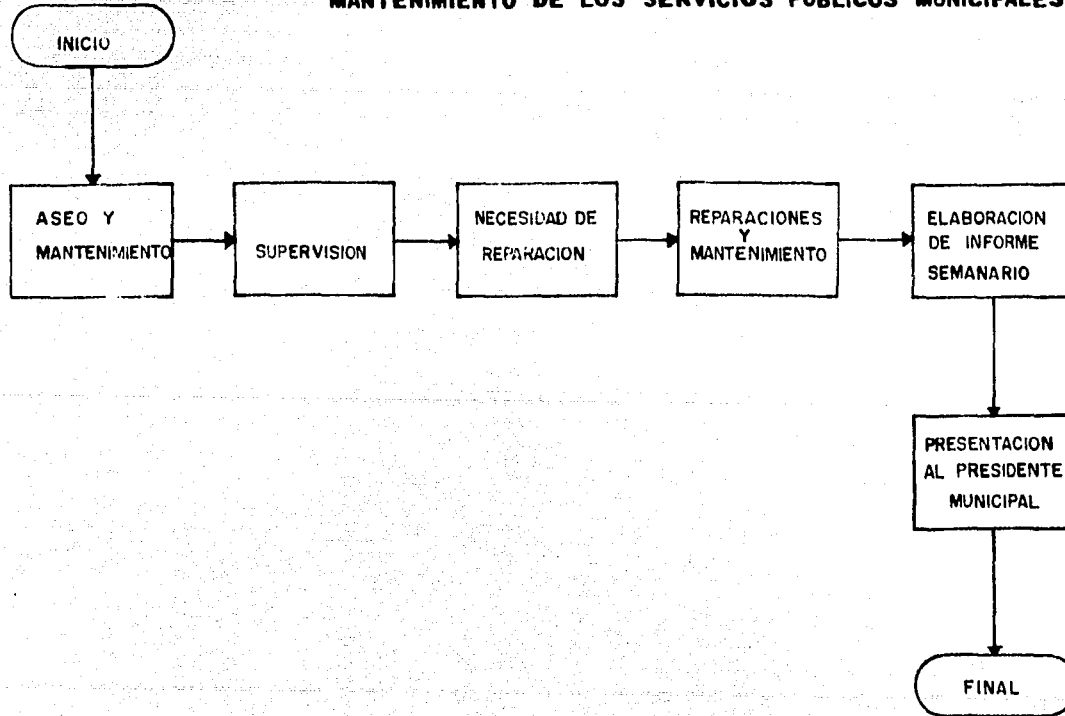 MANTENIMIENTO DE LOS SERVICIOS PUBLICOS MUNICIPALES
INICIO
ASEO Y
MANTENIMIENTO
SUPERVISION
NECESIDAD DE
REPARACION
REPARACIONES
Y
MANTENIMIENTO
ELABORACION
DE INFORME
SEMANARIO
PRESENTACION
AL PRESIDENTE
MUNICIPAL
FINAL